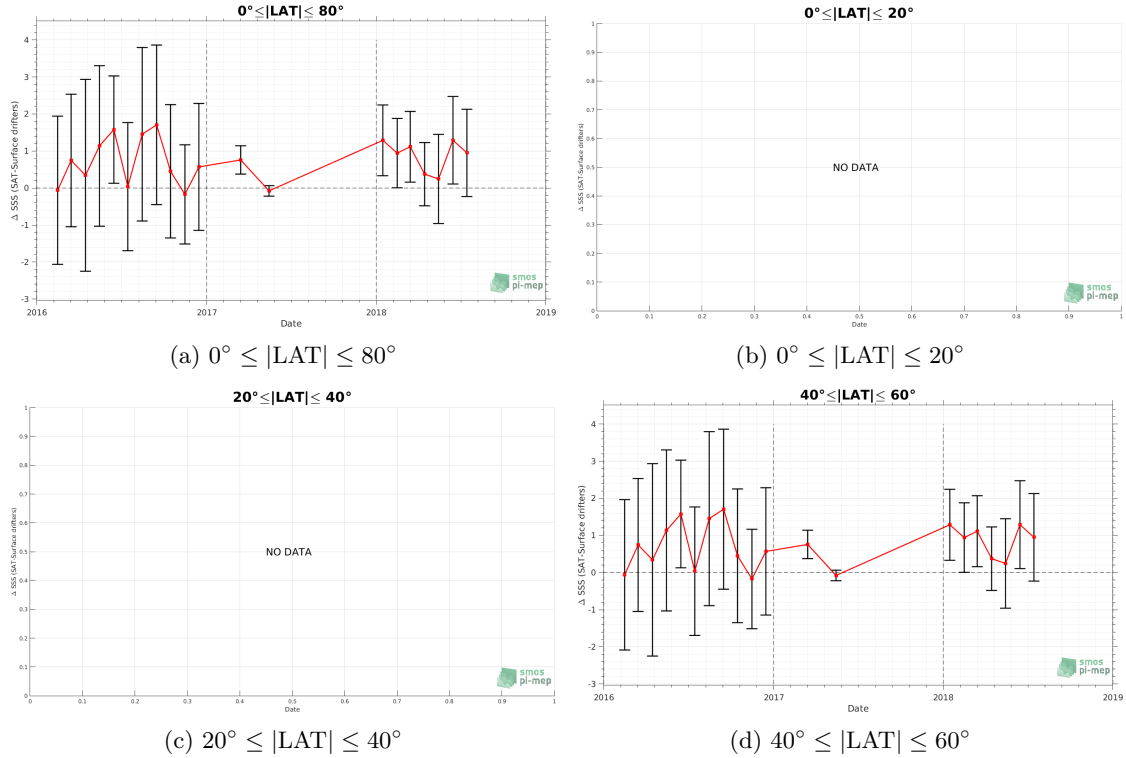 0°≤|LAT|≤ 80°
Δ SSS (SAT-Surface drifters)
4
3
2
1
0
-1
-2
-3
2016
2017
2018
2019
Date
smos
pi-mep
(a) 0° ≤ |LAT| ≤ 80°
0°≤|LAT|≤ 20°
Δ SSS (SAT-Surface drifters)
1
0.9
0.8
0.7
0.6
0.5
0.4
0.3
0.2
0.1
0
NO DATA
0 0.1 0.2 0.3 0.4 0.5 0.6 0.7 0.8 0.9 1
Date
smos
pi-mep
(b) 0° ≤ |LAT| ≤ 20°
20°≤|LAT|≤ 40°
Δ SSS (SAT-Surface drifters)
1
0.9
0.8
0.7
0.6
0.5
0.4
0.3
0.2
0.1
0
NO DATA
0 0.1 0.2 0.3 0.4 0.5 0.6 0.7 0.8 0.9 1
Date
smos
pi-mep
(c) 20° ≤ |LAT| ≤ 40°
40°≤|LAT|≤ 60°
Δ SSS (SAT-Surface drifters)
4
3
2
1
0
-1
-2
-3
2016
2017
2018
2019
Date
smos
pi-mep
(d) 40° ≤ |LAT| ≤ 60°